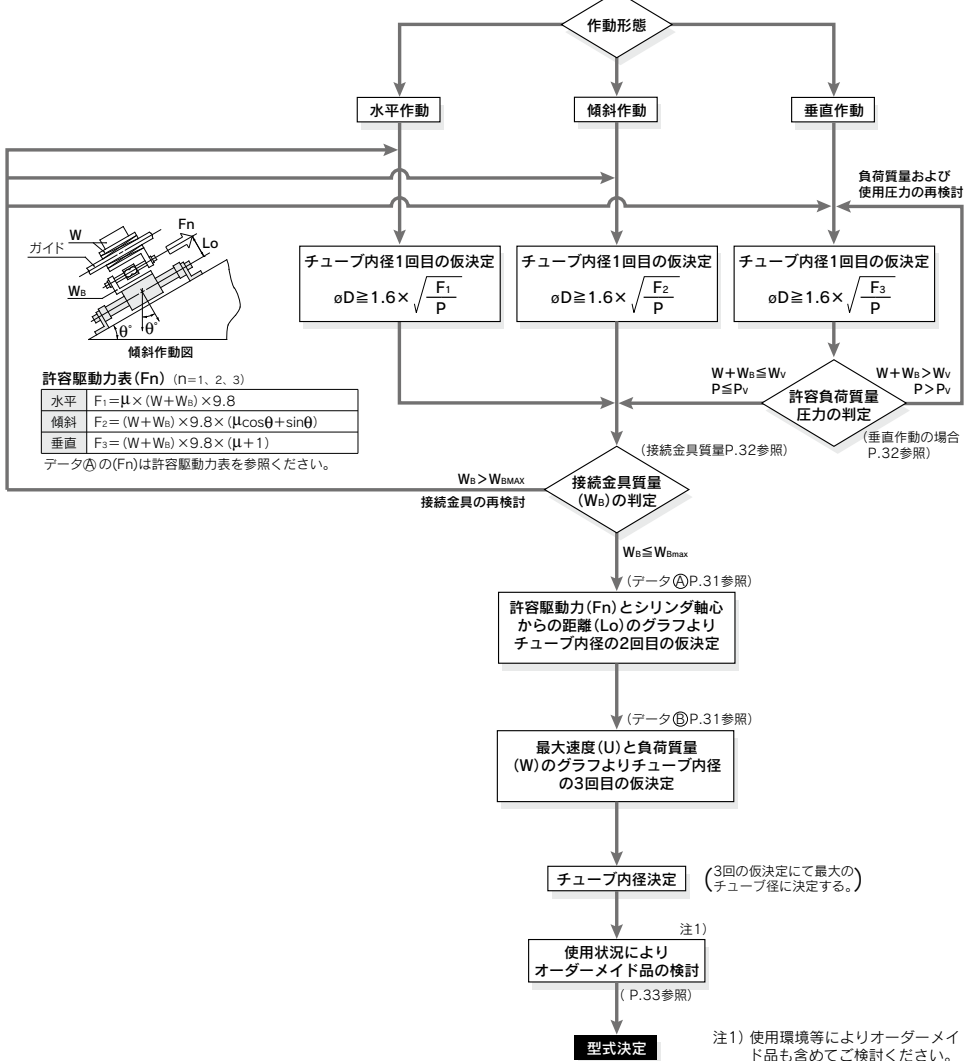 作動形態
水平作動
傾斜作動
垂直作動
負荷質量および
使用圧力の再検討
W
ガイド
Fn
Lo
WB
θ°
θ°
傾斜作動図
チューブ内径1回目の仮決定
øD≧1.6×√F1/P
チューブ内径1回目の仮決定
øD≧1.6×√F2/P
チューブ内径1回目の仮決定
øD≧1.6×√F3/P
許容駆動力表(Fn) (n=1、2、3)
水平 F1=μ×(W+WB)×9.8
傾斜 F2=(W+WB)×9.8×(μcosθ+sinθ)
垂直 F3=(W+WB)×9.8×(μ+1)
データⒶの(Fn)は許容駆動力表を参照ください。
W+WB≦WV
P≦PV
許容負荷質量
圧力の判定
W+WB>WV
P>PV
(垂直作動の場合
P.32参照)
(接続金具質量P.32参照)
接続金具質量
(WB)の判定
WB>WBMAX
接続金具の再検討
WB≦WBmax
(データⒶP.31参照)
許容駆動力(Fn)とシリンダ軸心
からの距離(Lo)のグラフより
チューブ内径の2回目の仮決定
(データⒷP.31参照)
最大速度(U)と負荷質量
(W)のグラフよりチューブ内径
の3回目の仮決定
チューブ内径決定
(3回の仮決定にて最大の
チューブ径に決定する。)
注1)
使用状況により
オーダーメイド品の検討
( P.33参照)
型式決定
注1) 使用環境等によりオーダーメイ
ド品も含めてご検討ください。